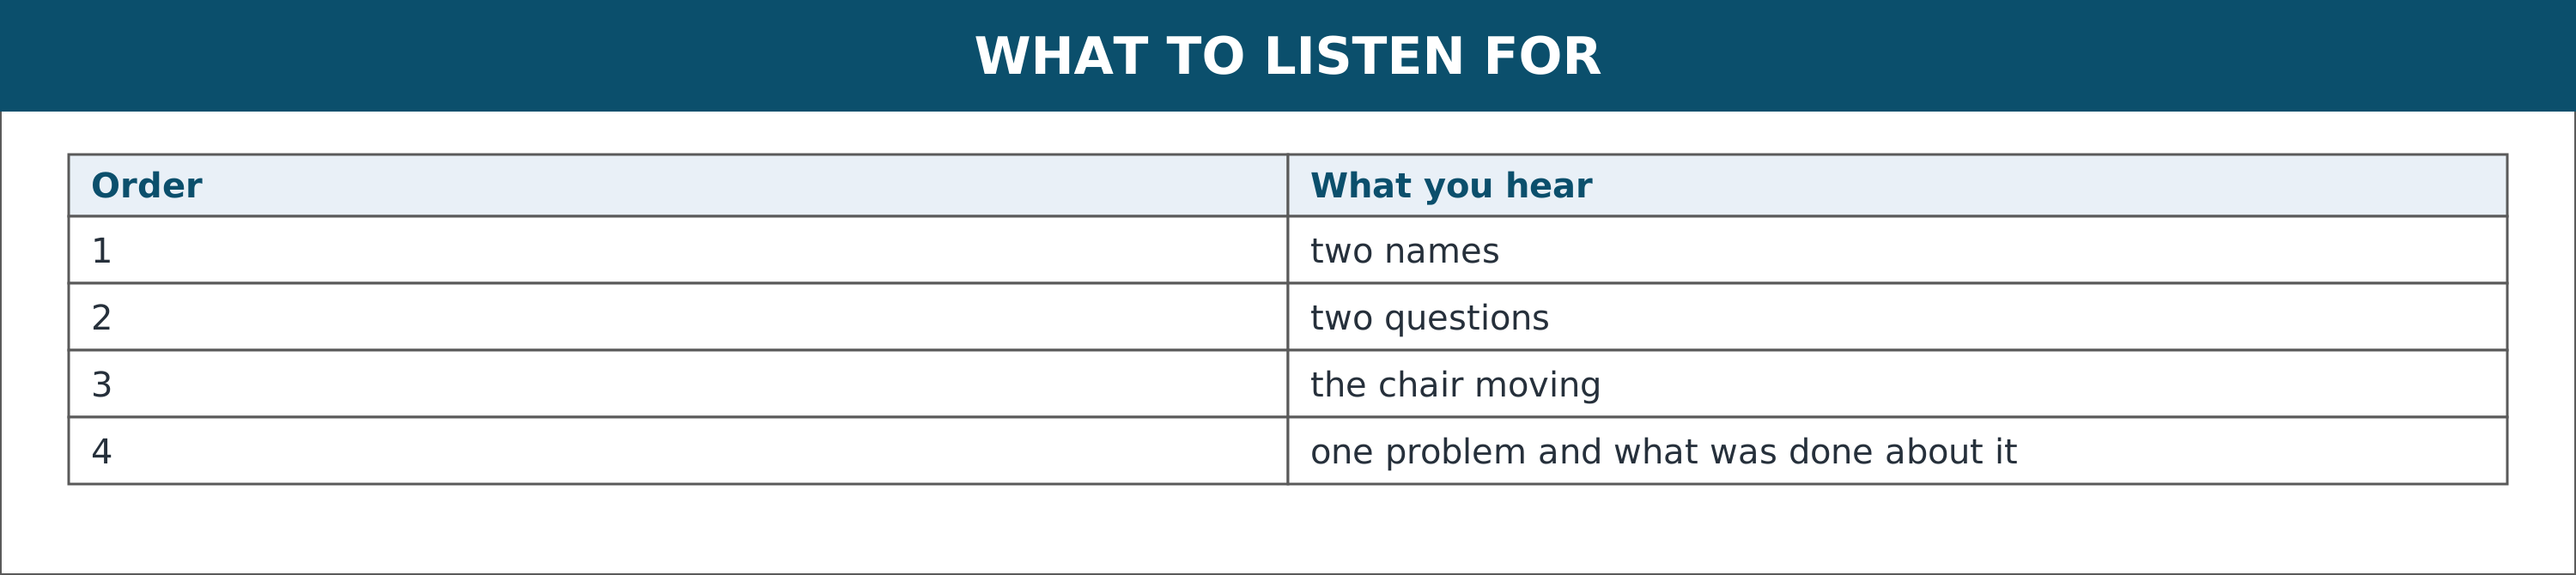 WHAT TO LISTEN FOR
Order What you hear
1 two names
2 two questions
3 the chair moving
4 one problem and what was done about it